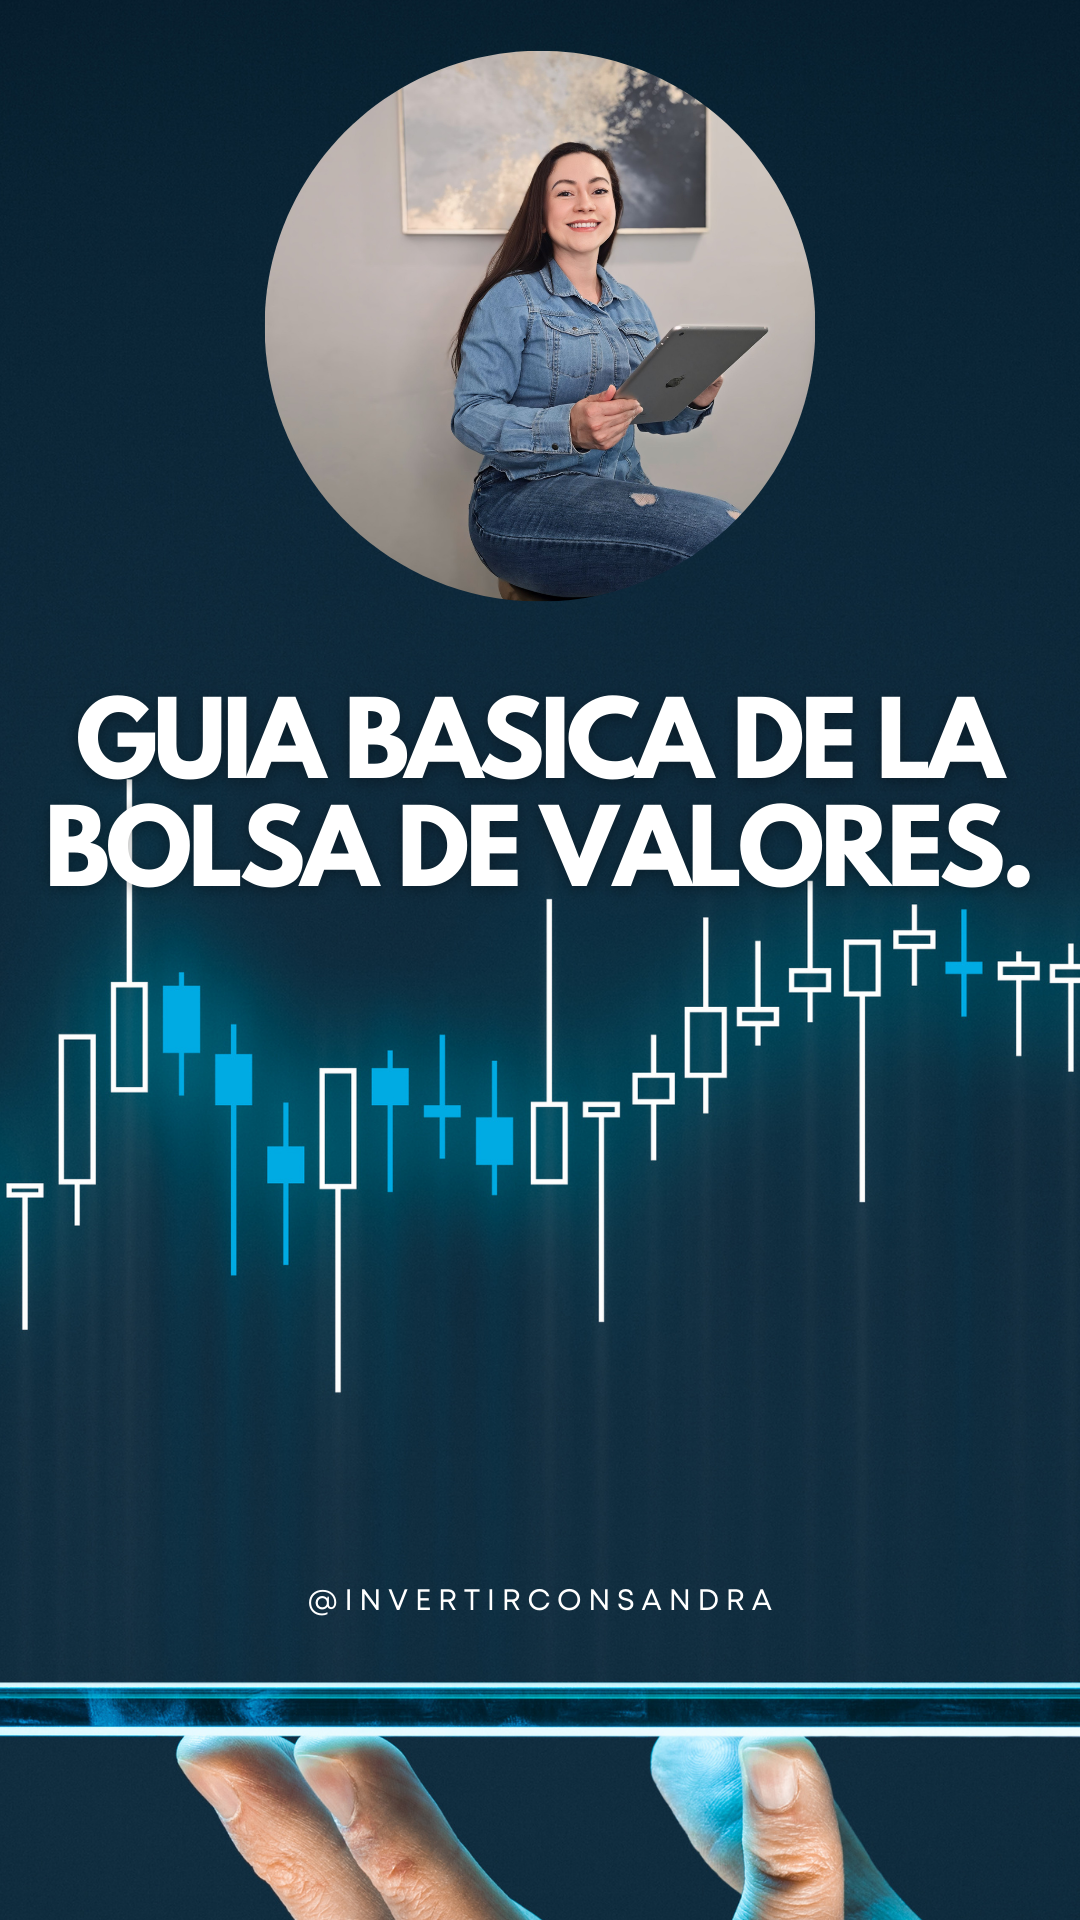 GUIA BASICA DE LA
BOLSA DE VALORES.
@INVERTIRCONSANDRA